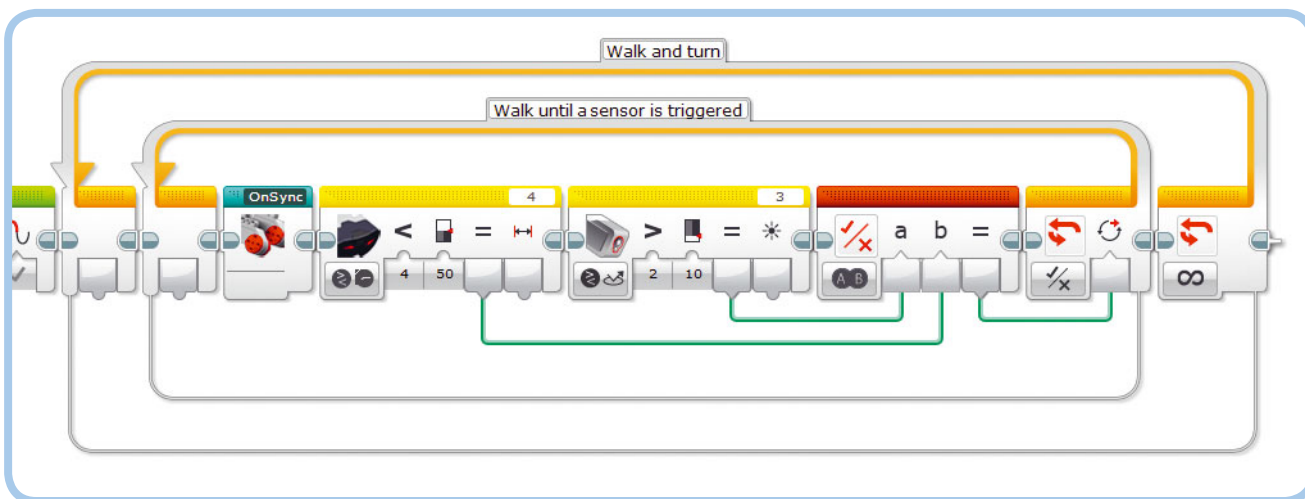 Walk and turn
Walk until a sensor is triggered
OnSync
4
3
< = > = a b =
4 50 2 10 A B ∞